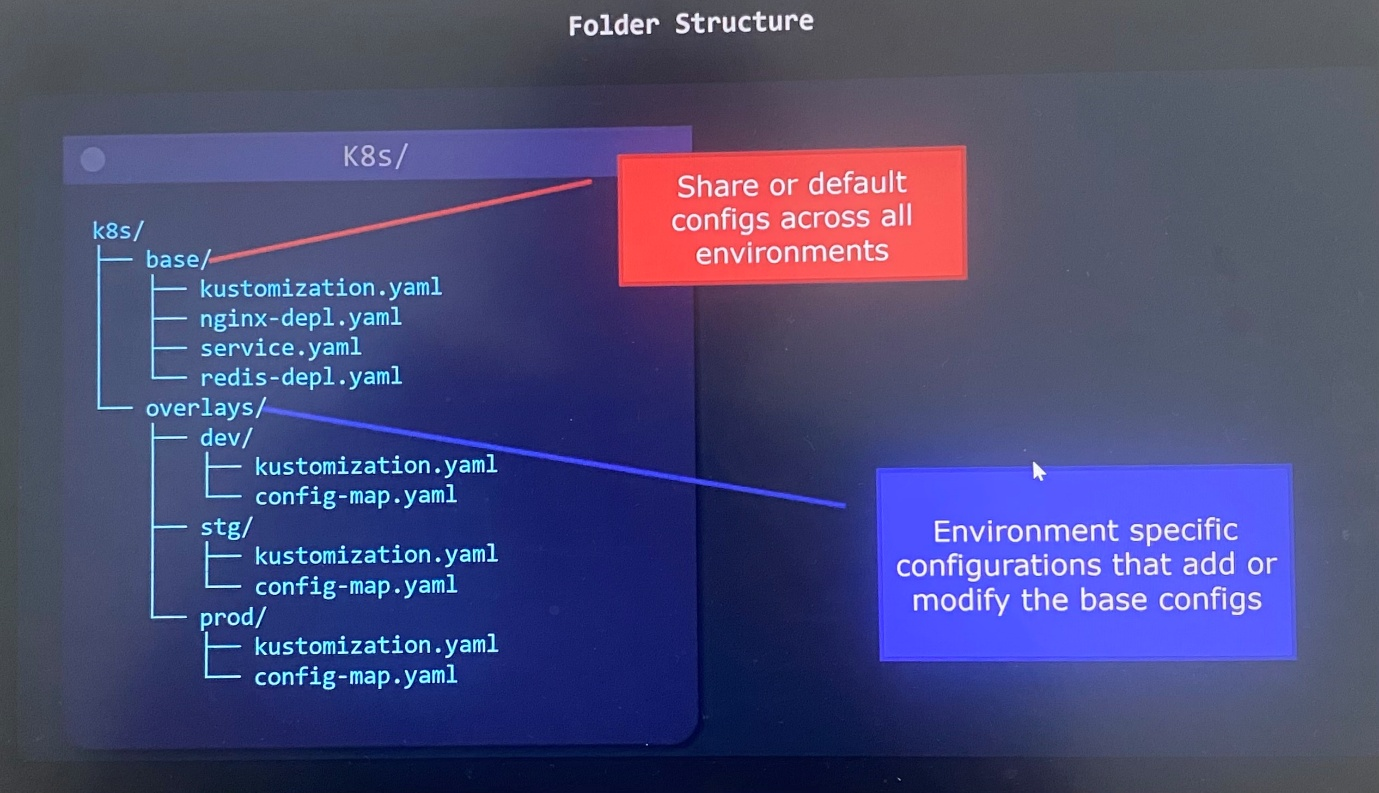 Folder Structure
K8s/
k8s/
base/
kustomization.yaml
nginx-depl.yaml
service.yaml
redis-depl.yaml
overlays/
dev/
kustomization.yaml
config-map.yaml
stg/
kustomization.yaml
config-map.yaml
prod/
kustomization.yaml
config-map.yaml
Share or default
configs across all
environments
Environment specific
configurations that add or
modify the base configs